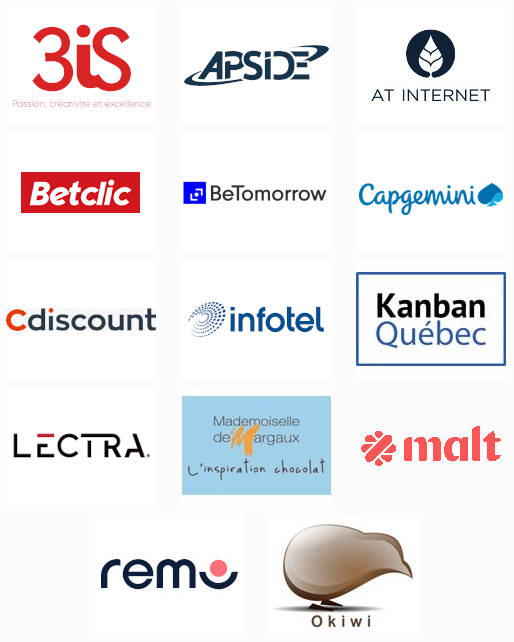 3iS
Passion, créativité et excellence
APSIDE
AT INTERNET
Betclic
BeTomorrow
Capgemini
Cdiscount
infotel
Kanban
Québec
LECTRA
Mademoiselle
de Margaux
L'inspiration chocolat
malt
remo
Okiwi